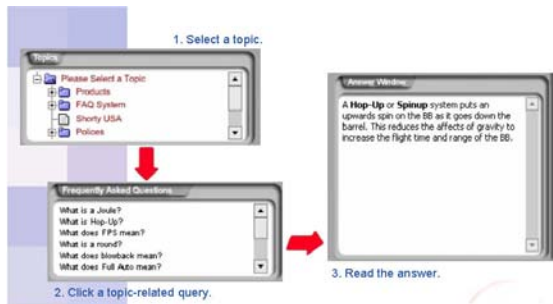 1. Select a topic.
Topics
Please Select a Topic
Products
FAQ System
Shorty USA
Polices
Frequently Asked Questions
What is a Joule?
What is Hop-Up?
What does FPS mean?
What is a round?
What does blowback mean?
What does Full Auto mean?
2. Click a topic-related query.
Answer Window
A Hop-Up or Spinup system puts an
upwards spin on the BB as it goes down the
barrel. This reduces the affects of gravity to
increase the flight time and range of the BB.
3. Read the answer.